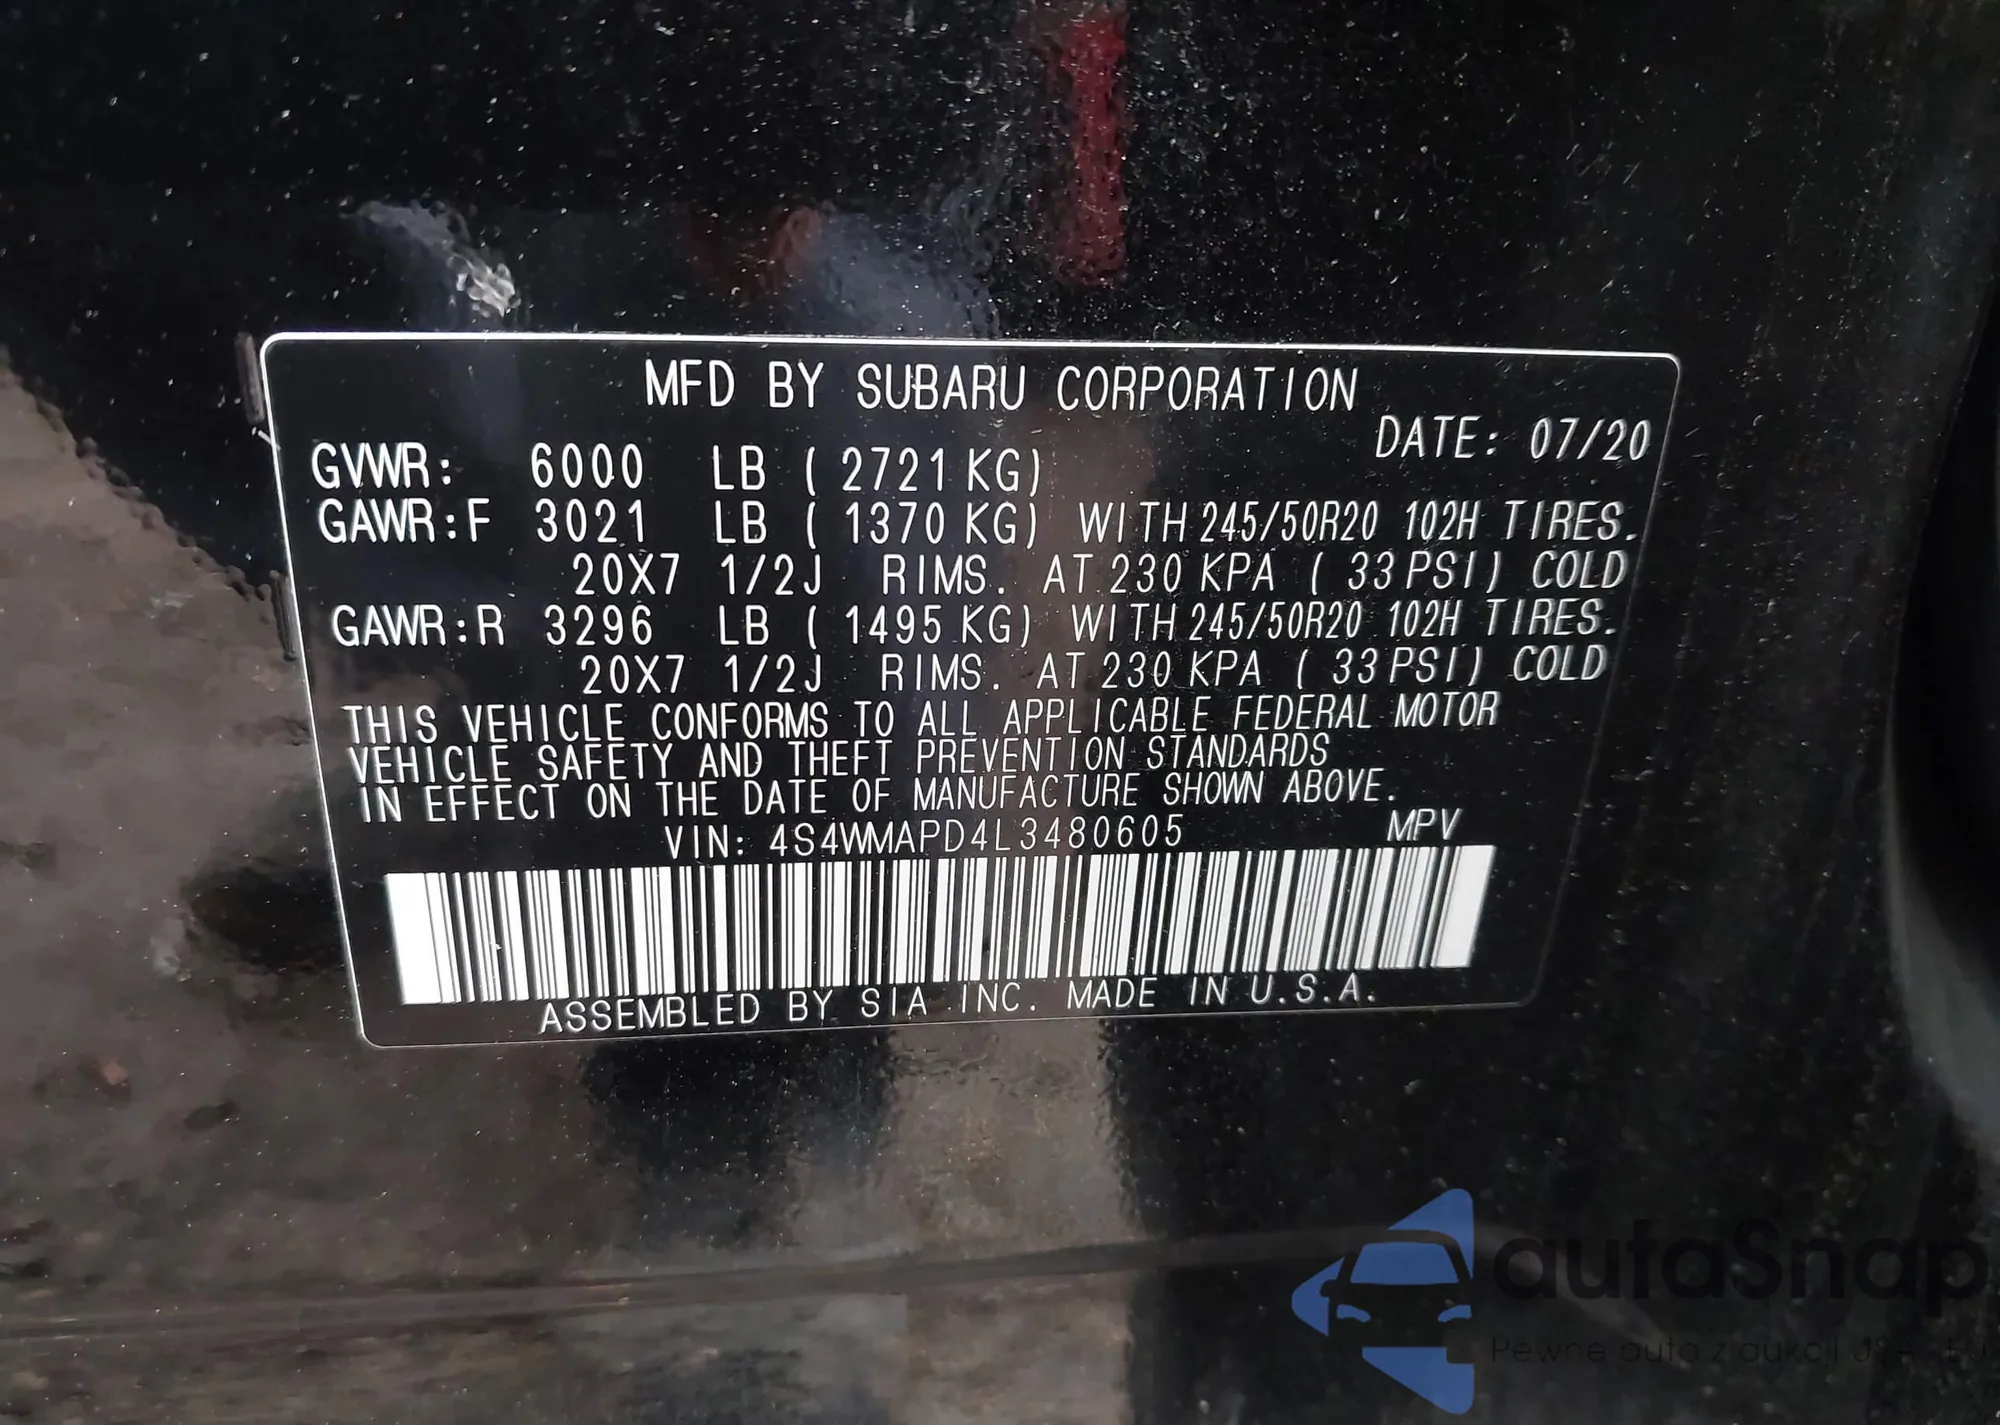 MFD BY SUBARU CORPORATION
DATE: 07/20
GVWR: 6000 LB ( 2721 KG)
GAWR:F 3021 LB ( 1370 KG) WITH 245/50R20 102H TIRES.
20X7 1/2J RIMS. AT 230 KPA ( 33 PSI) COLD
GAWR:R 3296 LB ( 1495 KG) WITH 245/50R20 102H TIRES.
20X7 1/2J RIMS. AT 230 KPA ( 33 PSI) COLD
THIS VEHICLE CONFORMS TO ALL APPLICABLE FEDERAL MOTOR
VEHICLE SAFETY AND THEFT PREVENTION STANDARDS
IN EFFECT ON THE DATE OF MANUFACTURE SHOWN ABOVE.
VIN: 4S4WMAPD4L3480605 MPV
ASSEMBLED BY SIA INC. MADE IN U.S.A.
autaSnap
Pewne auta z aukcji